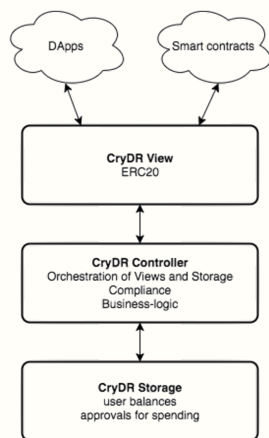 DApps
Smart contracts
CryDR View
ERC20
CryDR Controller
Orchestration of Views and Storage
Compliance
Business-logic
CryDR Storage
user balances
approvals for spending